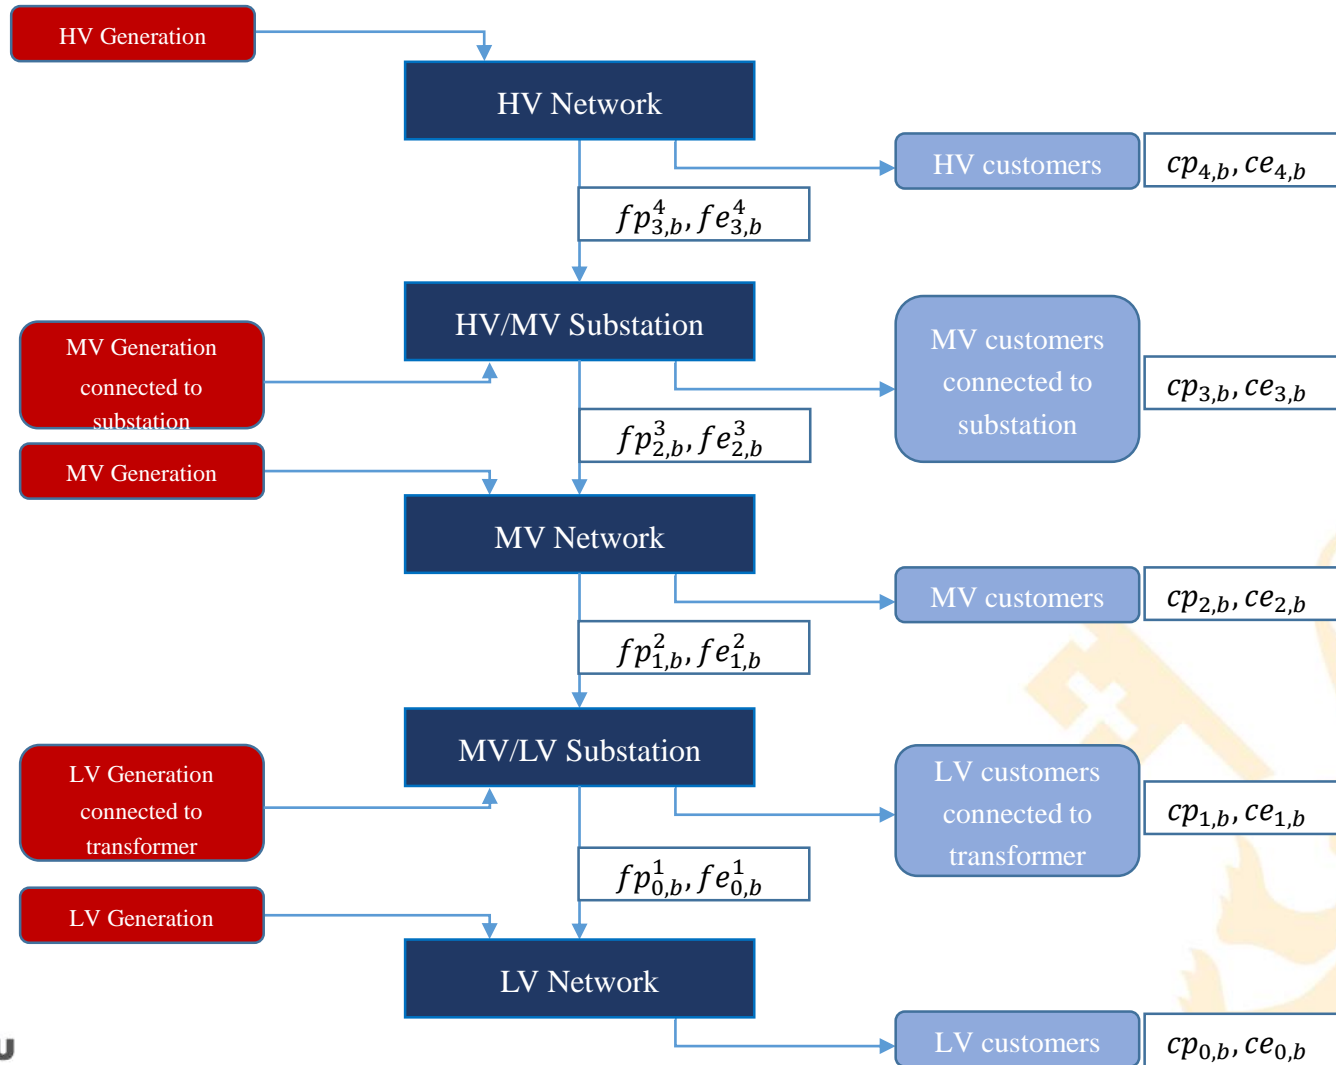 HV Generation
HV Network
HV customers
cp₄,b, ce₄,b
fp⁴₃,b, fe⁴₃,b
HV/MV Substation
MV Generation
connected to
substation
MV customers
connected to
substation
cp₃,b, ce₃,b
fp³₂,b, fe³₂,b
MV Generation
MV Network
MV customers
cp₂,b, ce₂,b
fp²₁,b, fe²₁,b
MV/LV Substation
LV Generation
connected to
transformer
LV customers
connected to
transformer
cp₁,b, ce₁,b
fp¹₀,b, fe¹₀,b
LV Generation
LV Network
LV customers
cp₀,b, ce₀,b